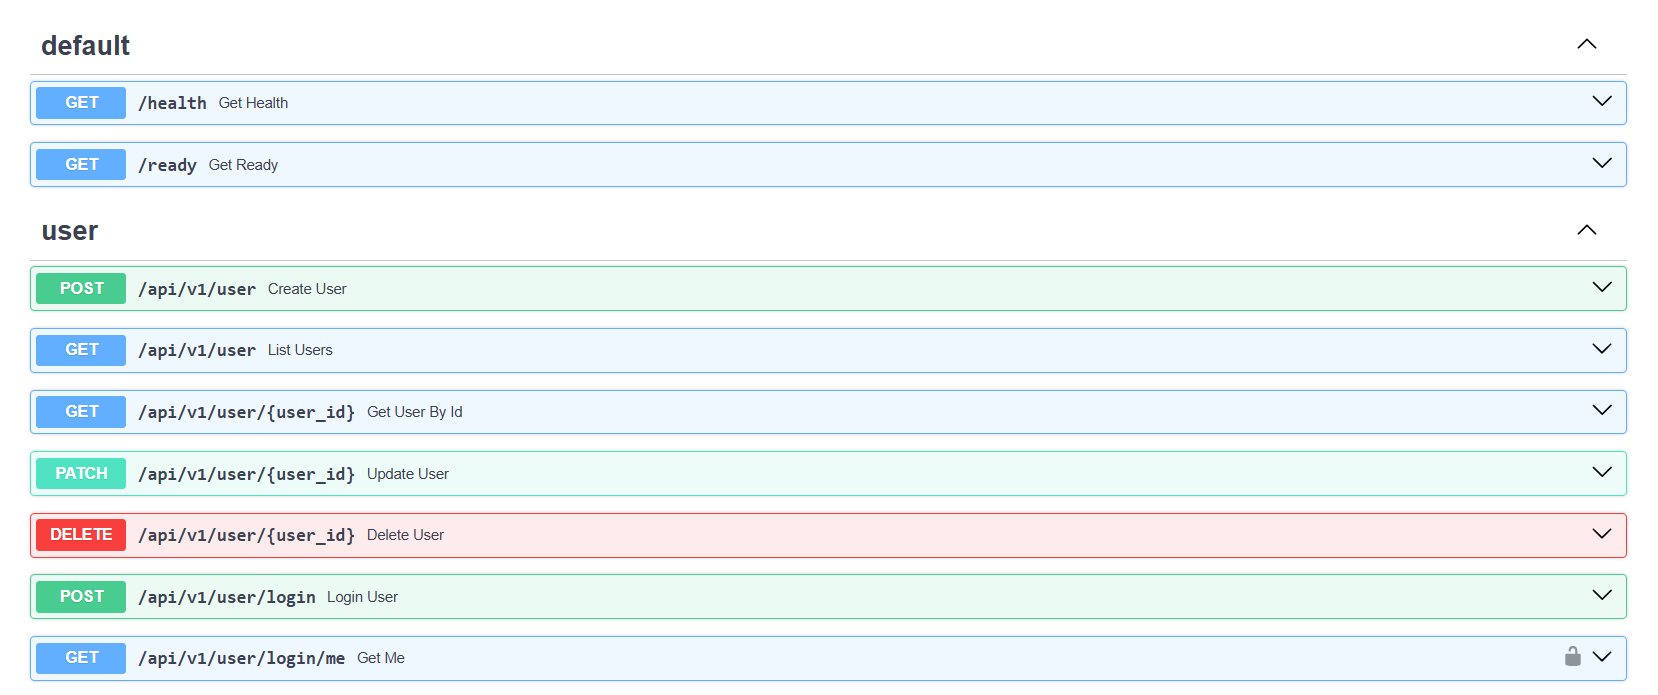 default
GET /health Get Health
GET /ready Get Ready
user
POST /api/v1/user Create User
GET /api/v1/user List Users
GET /api/v1/user/{user_id} Get User By Id
PATCH /api/v1/user/{user_id} Update User
DELETE /api/v1/user/{user_id} Delete User
POST /api/v1/user/login Login User
GET /api/v1/user/login/me Get Me